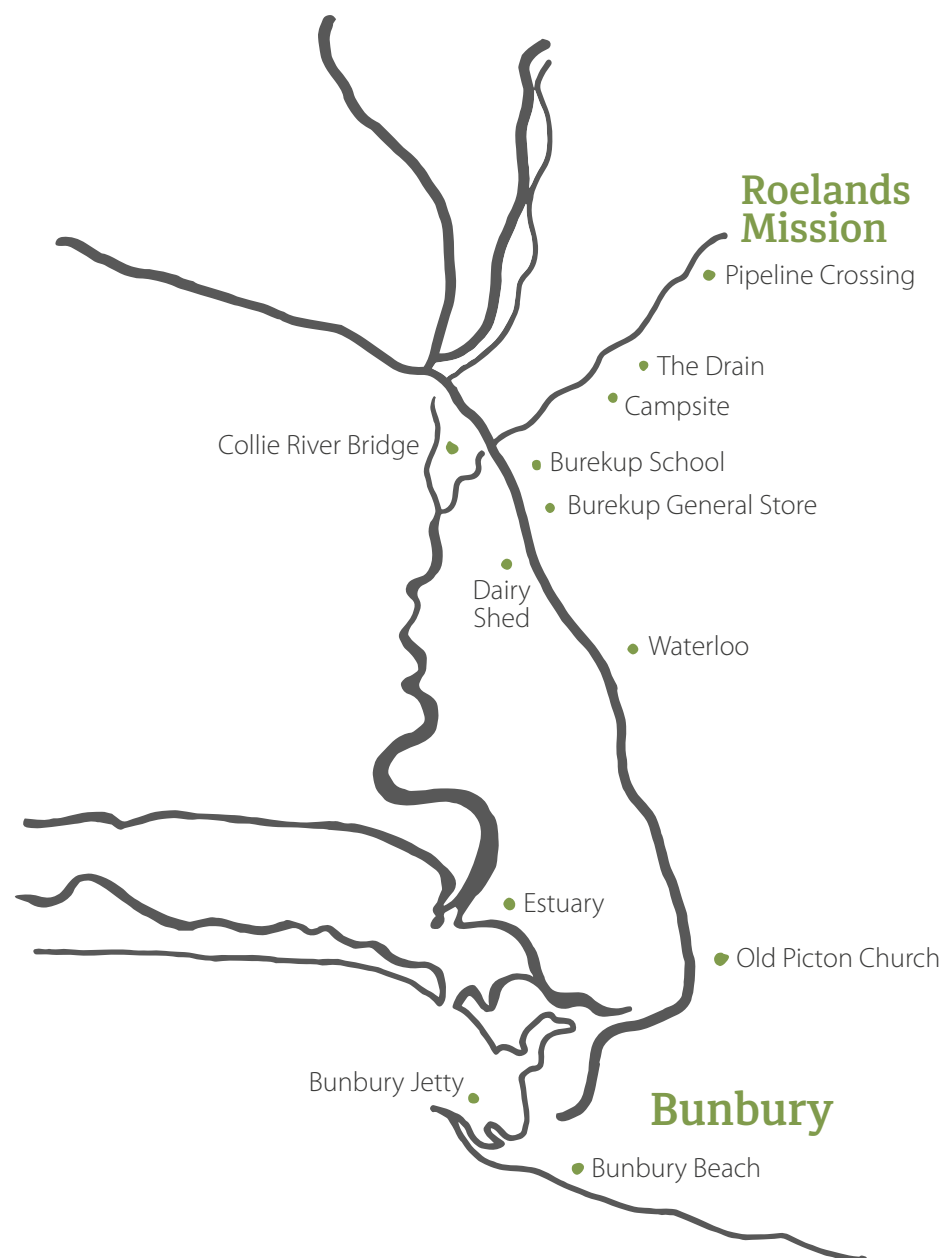 Roelands
Mission
Pipeline Crossing
The Drain
Campsite
Collie River Bridge
Burekup School
Burekup General Store
Dairy
Shed
Waterloo
Estuary
Old Picton Church
Bunbury Jetty
Bunbury
Bunbury Beach